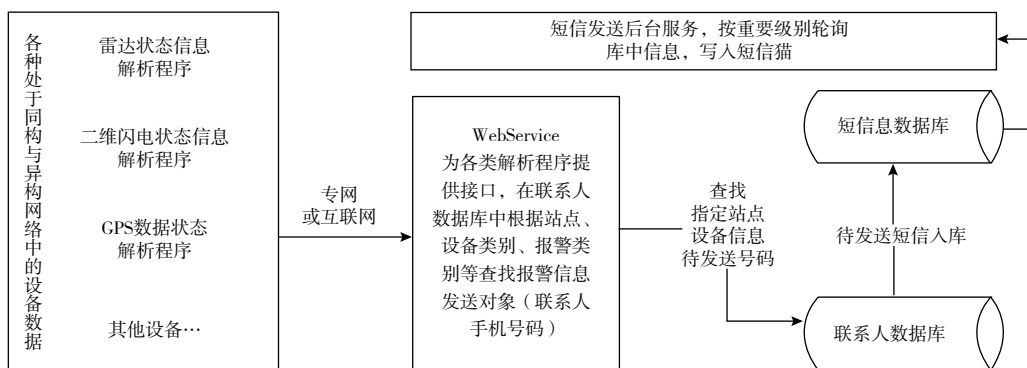 各种处于同构与异构网络中的设备数据
雷达状态信息
解析程序
二维闪电状态信息
解析程序
GPS数据状态
解析程序
其他设备…
专网
或互联网
短信发送后台服务，按重要级别轮询
库中信息，写入短信猫
WebService
为各类解析程序提
供接口，在联系人
数据库中根据站点、
设备类别、报警类
别等查找报警信息
发送对象（联系人
手机号码）
查找
指定站点
设备信息
待发送号码
短信息数据库
待发送短信入库
联系人数据库